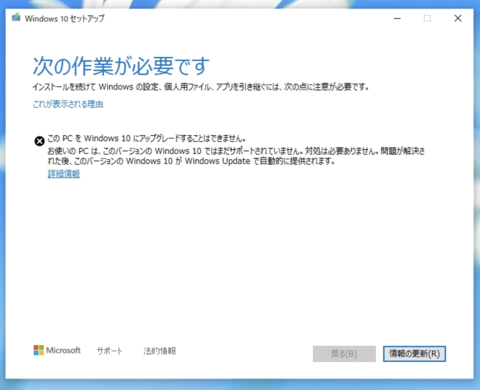 Windows 10 セットアップ
次の作業が必要です
インストールを続けて Windows の設定、個人用ファイル、アプリを引き継ぐには、次の点に注意が必要です。
これが表示される理由
この PC を Windows 10 にアップグレードすることはできません。
お使いの PC は、このバージョンの Windows 10 ではまだサポートされていません。対処は必要ありません。問題が解決さ
れた後、このバージョンの Windows 10 が Windows Update で自動的に提供されます。
詳細情報
Microsoft サポート 法的情報 戻る(B) 情報の更新(R)